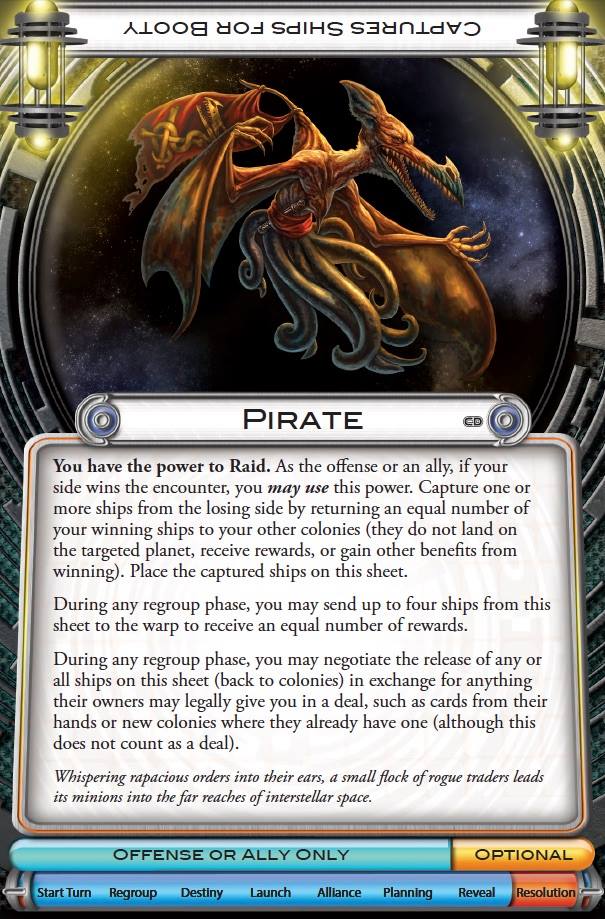 Captures Ships for Booty
Pirate
CD
You have the power to Raid. As the offense or an ally, if your
side wins the encounter, you may use this power. Capture one or
more ships from the losing side by returning an equal number of
your winning ships to your other colonies (they do not land on
the targeted planet, receive rewards, or gain other benefits from
winning). Place the captured ships on this sheet.
During any regroup phase, you may send up to four ships from this
sheet to the warp to receive an equal number of rewards.
During any regroup phase, you may negotiate the release of any or
all ships on this sheet (back to colonies) in exchange for anything
their owners may legally give you in a deal, such as cards from their
hands or new colonies where they already have one (although this
does not count as a deal).
Whispering rapacious orders into their ears, a small flock of rogue traders leads
its minions into the far reaches of interstellar space.
Offense or Ally Only Optional
Start Turn Regroup Destiny Launch Alliance Planning Reveal Resolution